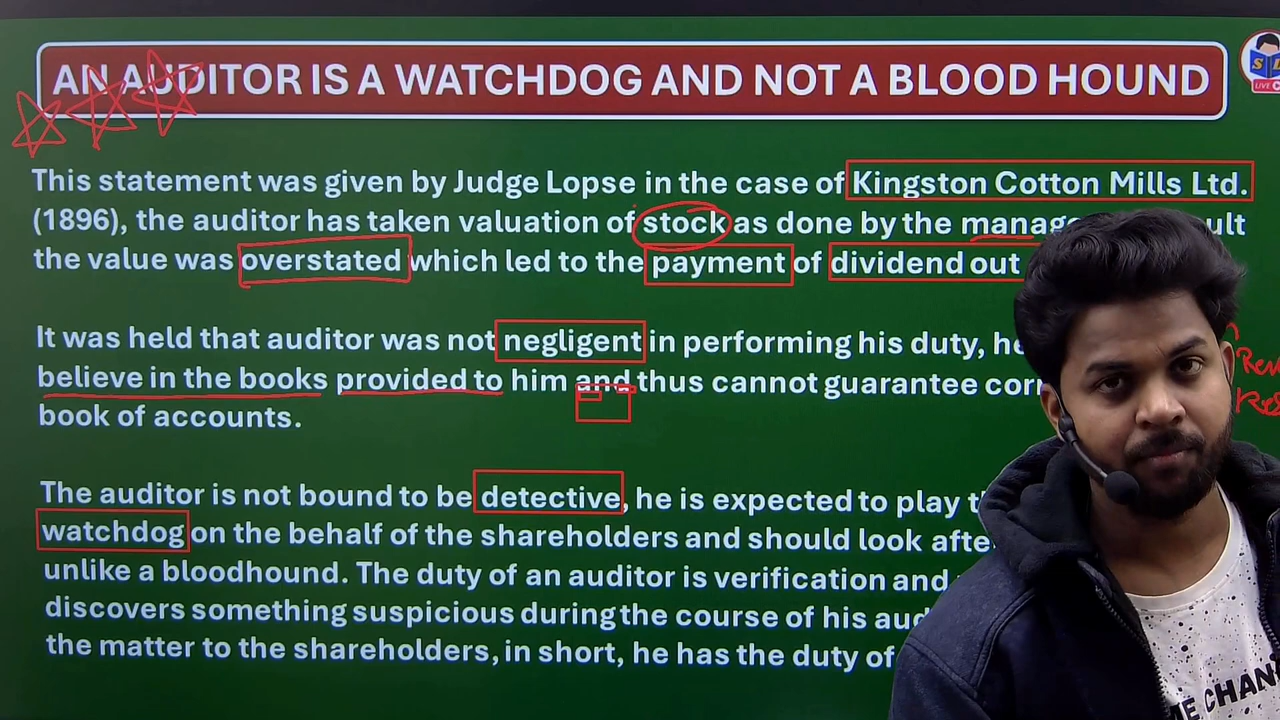 AN AUDITOR IS A WATCHDOG AND NOT A BLOOD HOUND
S L
LIVE
This statement was given by Judge Lopse in the case of Kingston Cotton Mills Ltd.
(1896), the auditor has taken valuation of stock as done by the
the value was overstated which led to the payment of dividend out
It was held that auditor was not negligent in performing his duty, he
believe in the books provided to him and thus cannot guarantee
book of accounts.
The auditor is not bound to be detective, he is expected to play
watchdog on the behalf of the shareholders and should look
unlike a bloodhound. The duty of an auditor is verification and
discovers something suspicious during the course of his
the matter to the shareholders, in short, he has the duty of